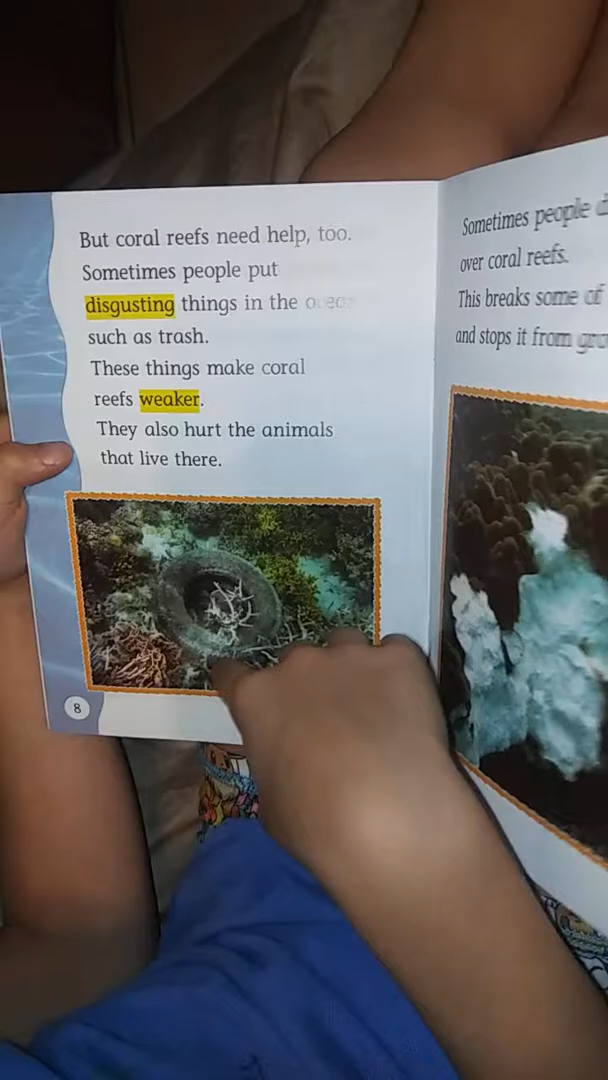 But coral reefs need help, too.
Sometimes people put
disgusting things in the ocean
such as trash.
These things make coral
reefs weaker.
They also hurt the animals
that live there.
8
Sometimes people
over coral reefs.
This breaks some of
and stops it from